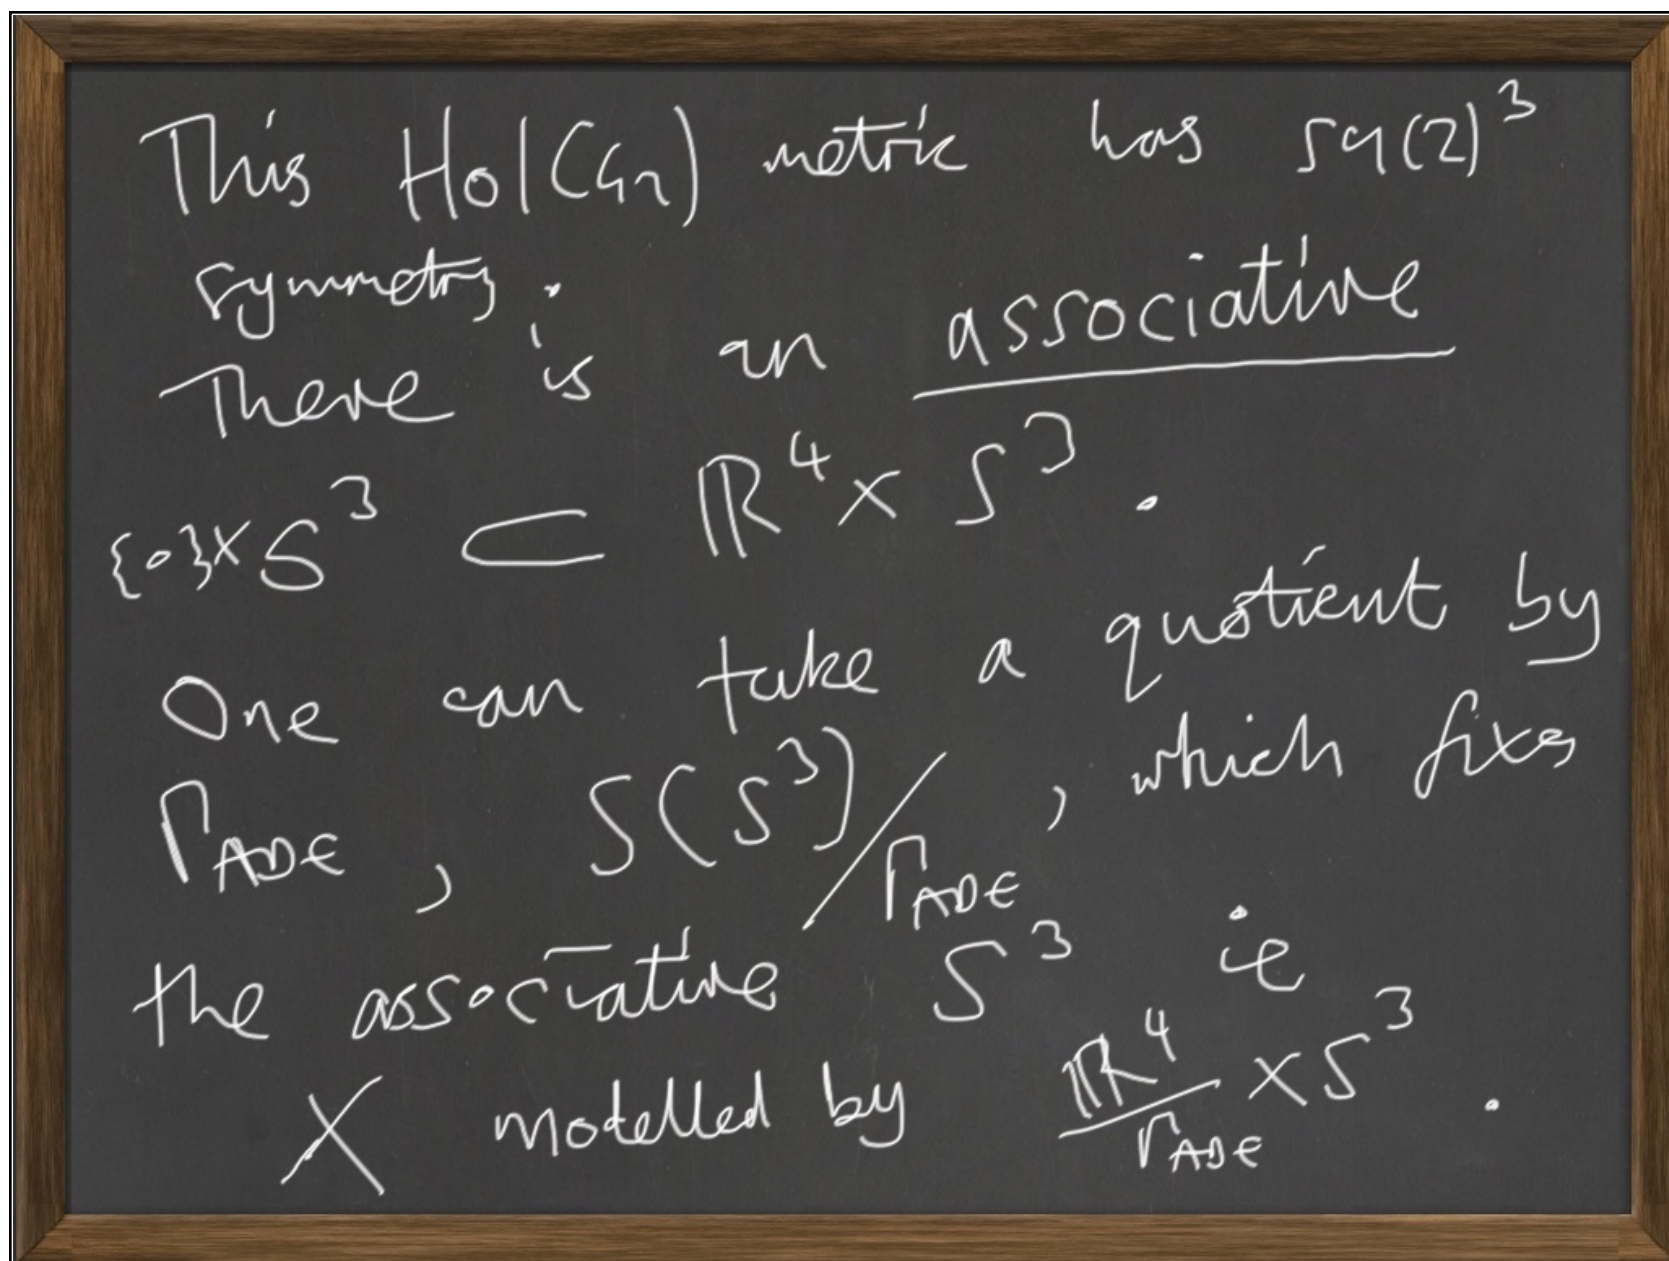 This Hol(G₂) metric has SU(2)³
symmetry.
There is an associative
{0}×S³ ⊂ ℝ⁴×S³.
One can take a quotient by
Γ_ADE, S(S³)/Γ_ADE, which fixes
the associative S³ ie
X modelled by ℝ⁴/Γ_ADE × S³.